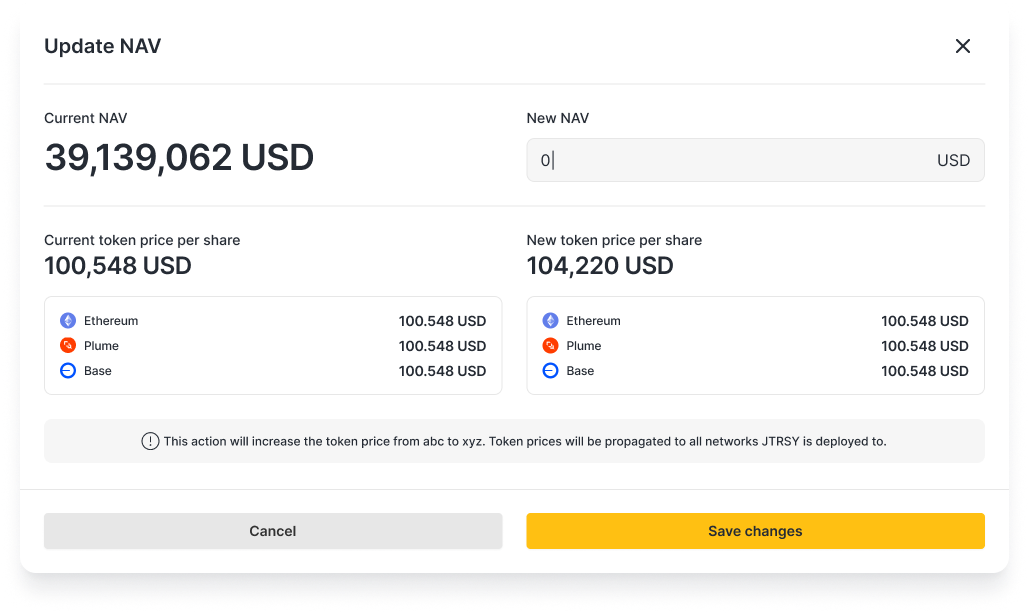 Update NAV
Current NAV
39,139,062 USD
New NAV
0
USD
Current token price per share
100,548 USD
Ethereum 100.548 USD
Plume 100.548 USD
Base 100.548 USD
New token price per share
104,220 USD
Ethereum 100.548 USD
Plume 100.548 USD
Base 100.548 USD
This action will increase the token price from abc to xyz. Token prices will be propagated to all networks JTRSY is deployed to.
Cancel
Save changes